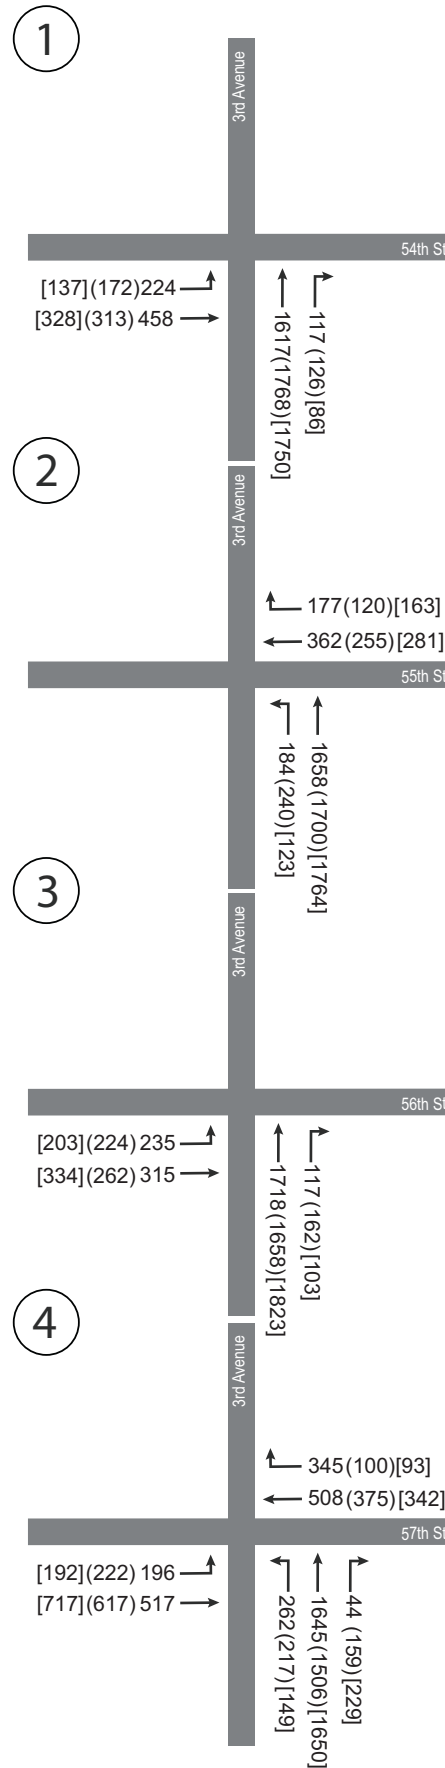 1
3rd Avenue
54th St
[137](172)224
[328](313) 458
1617(1768)[1750]
117 (126)[86]
2
3rd Avenue
177(120)[163]
362 (255)[281]
55th St
184(240)[123]
1658(1700)[1764]
3
3rd Avenue
56th St
[203](224) 235
[334](262) 315
1718(1658)[1823]
117(162)[103]
4
3rd Avenue
345(100)[93]
508(375)[342]
57th St
[192](222) 196
[717](617) 517
262(217)[149]
1645(1506)[1650]
44 (159)[229]